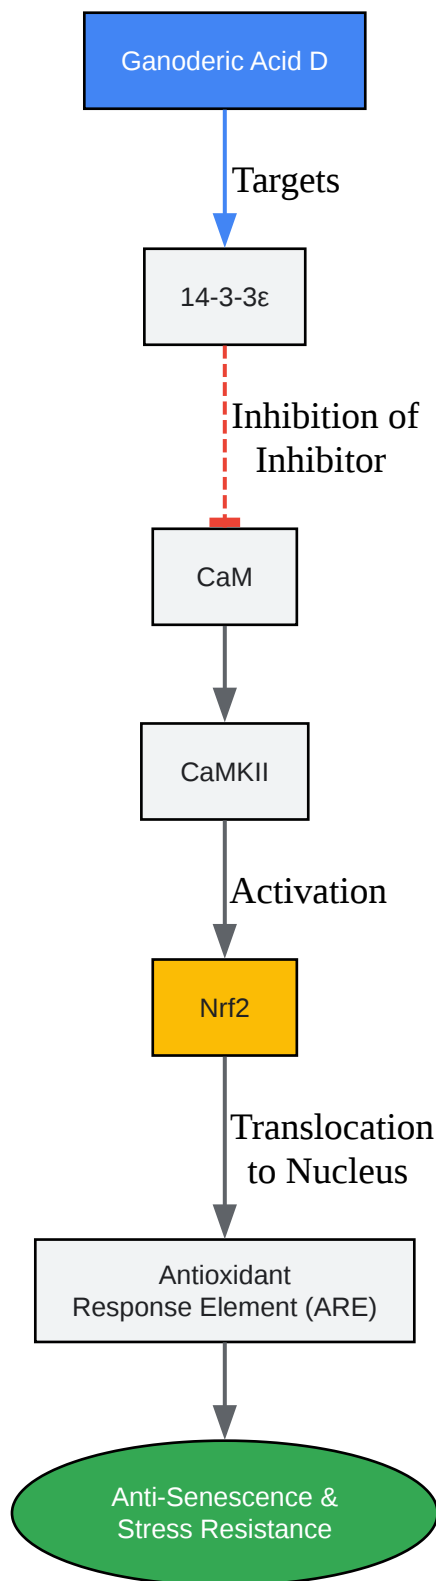 Ganoderic Acid D
Targets
14-3-3ε
Inhibition of
Inhibitor
CaM
CaMKII
Activation
Nrf2
Translocation
to Nucleus
Antioxidant
Response Element (ARE)
Anti-Senescence &
Stress Resistance